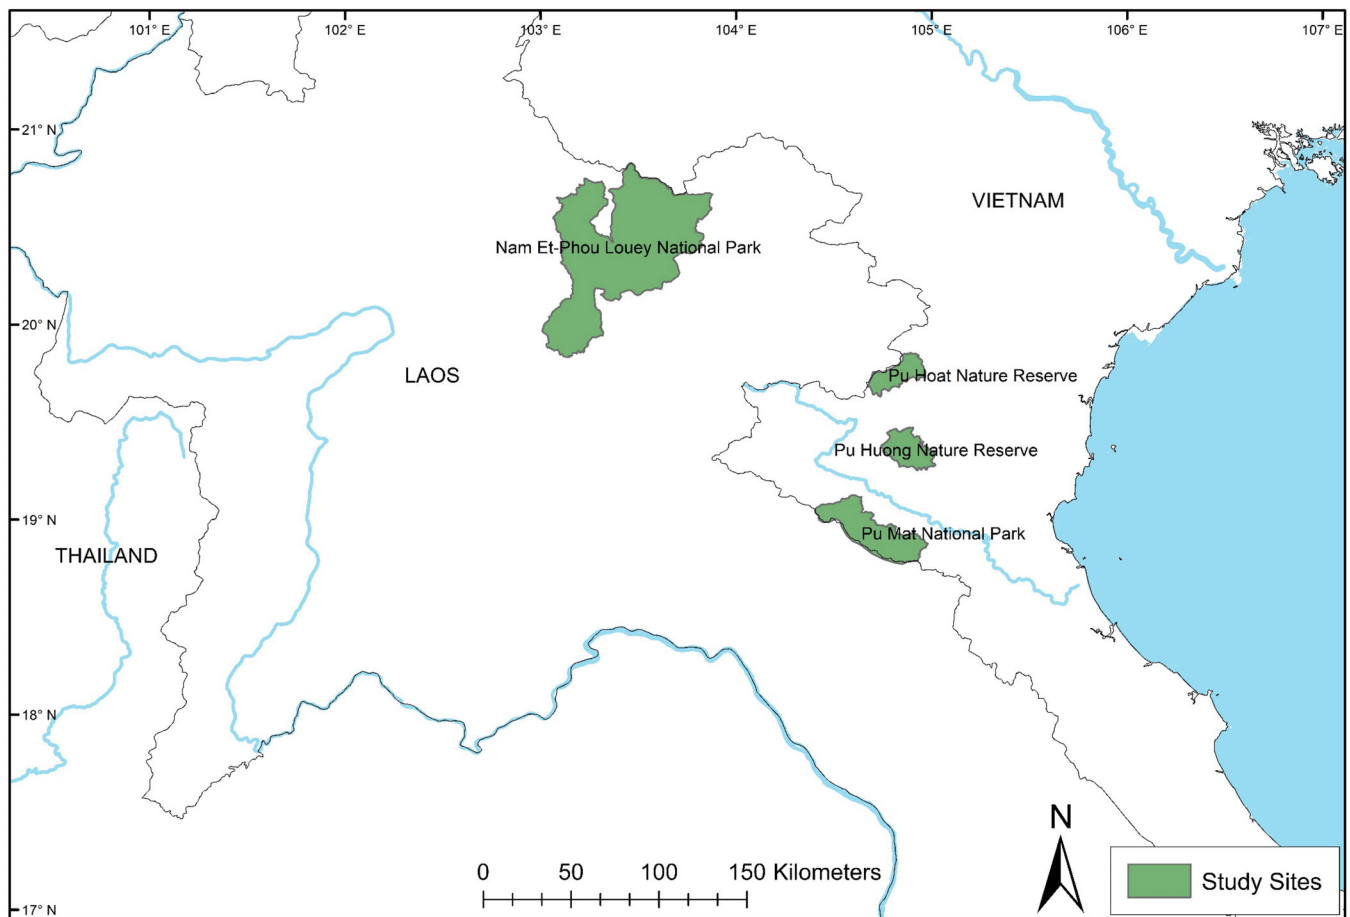 101° E 102° E 103° E 104° E 105° E 106° E 107° E
21° N
VIETNAM
Nam Et-Phou Louey National Park
20° N
LAOS
Pu Hoat Nature Reserve
Pu Huong Nature Reserve
19° N
Pu Mat National Park
THAILAND
18° N
N
0 50 100 150 Kilometers
Study Sites
17° N